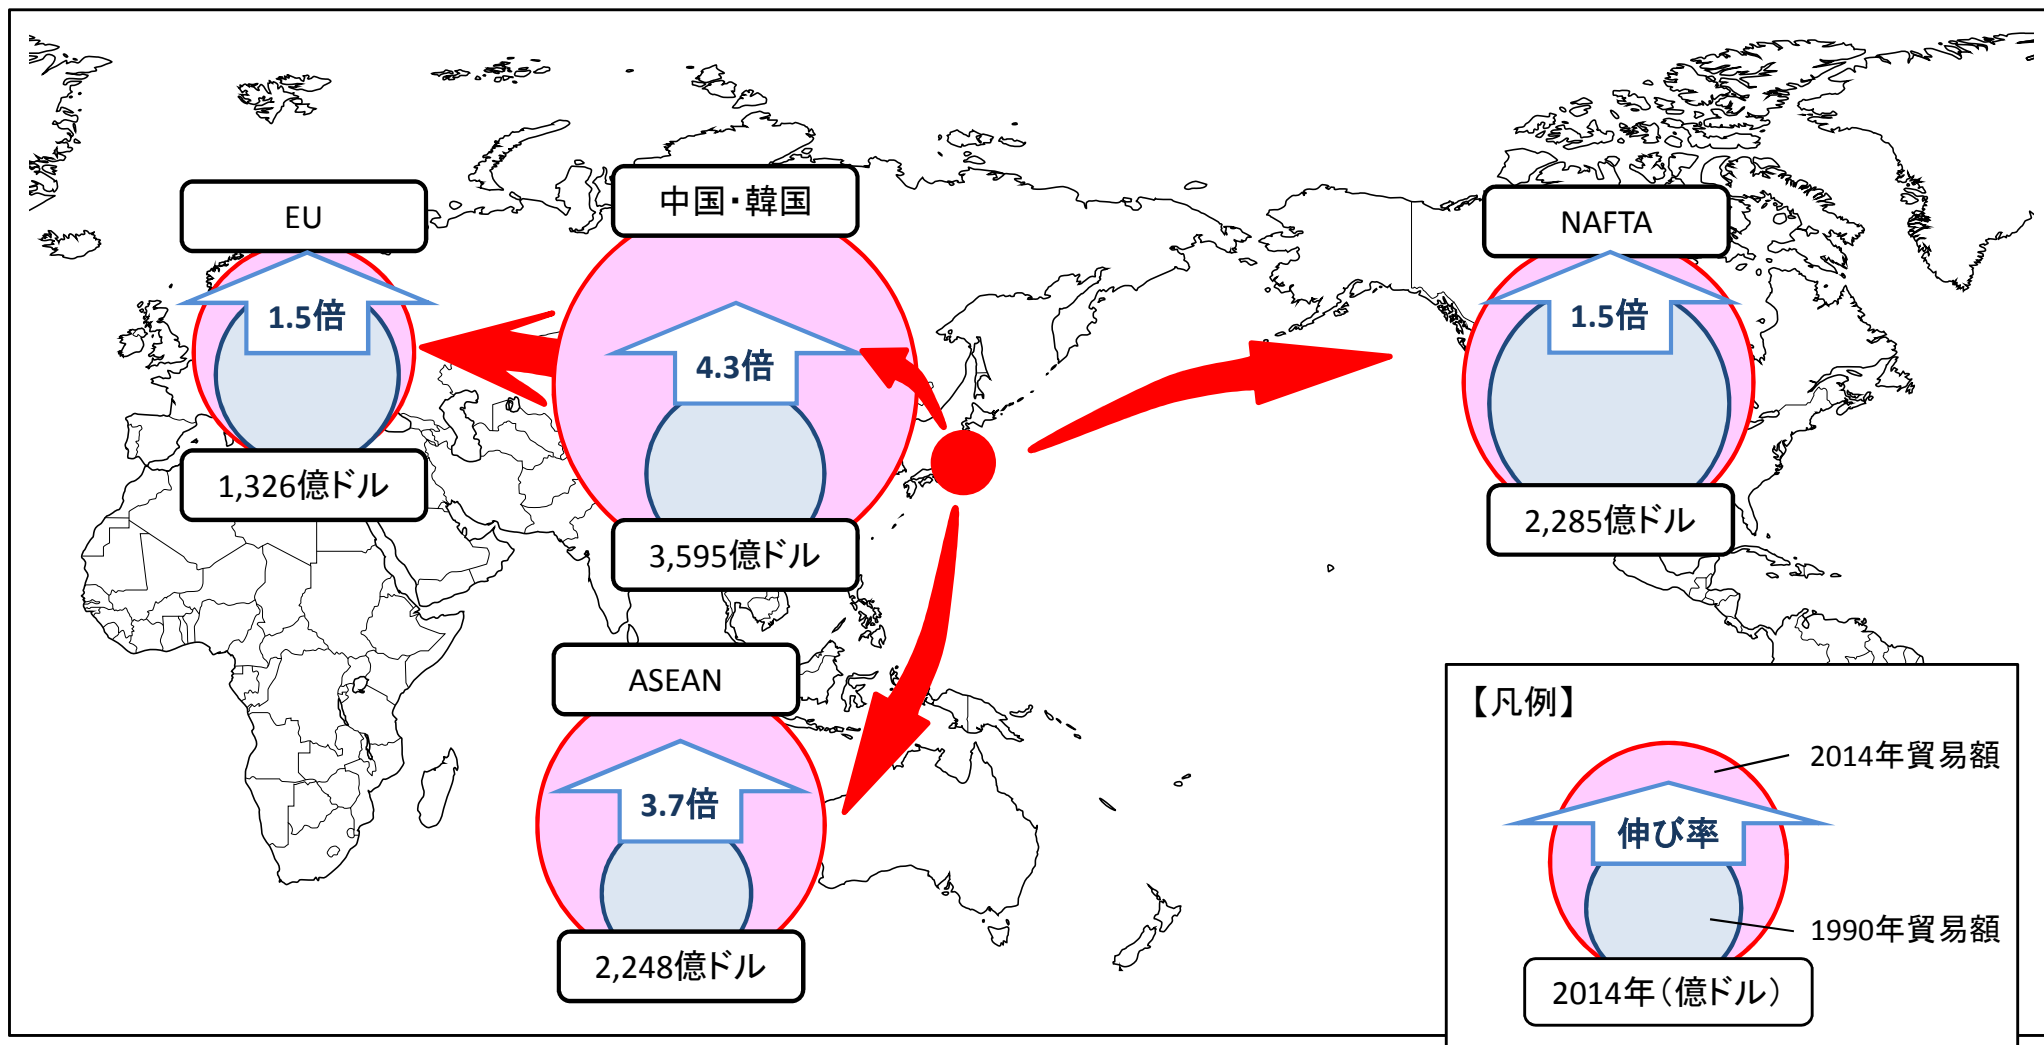 EU
1.5倍
1,326億ドル
中国・韓国
4.3倍
3,595億ドル
NAFTA
1.5倍
2,285億ドル
ASEAN
3.7倍
2,248億ドル
【凡例】
2014年貿易額
伸び率
1990年貿易額
2014年（億ドル）